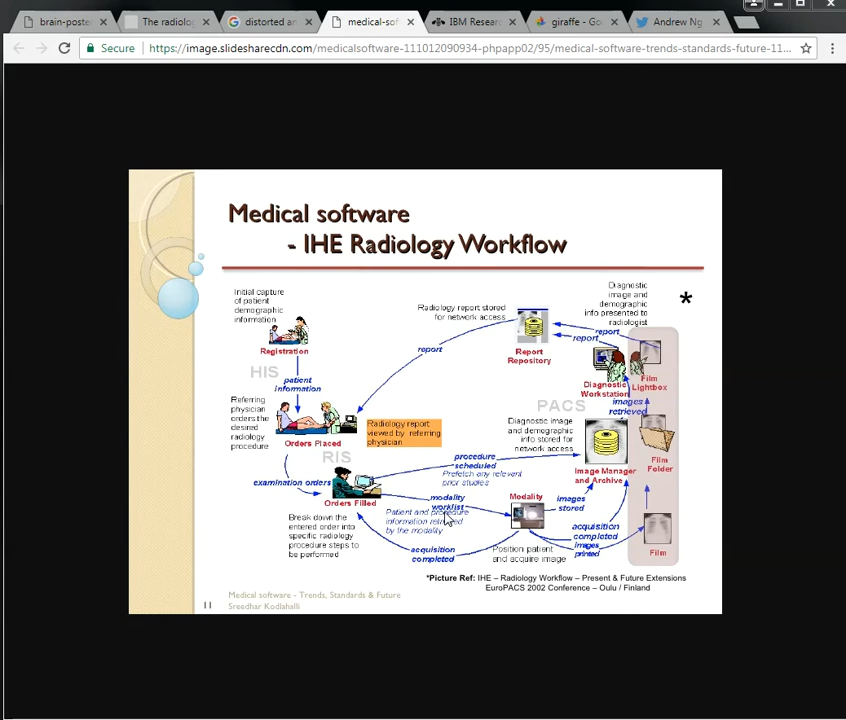 brain-poste
The radiolo
distorted an
medical-sof
IBM Resear
giraffe - Go
Andrew Ng
Secure
https://image.slidesharecdn.com/medicalsoftware-111012090934-phpapp02/95/medical-software-trends-standards-future-11...
Medical software
- IHE Radiology Workflow
Initial capture
of patient
demographic
information
Registration
HIS
patient
information
Referring
physician
orders the
desired
radiology
procedure
Orders Placed
Radiology report
viewed by referring
physician
RIS
examination orders
Orders Filled
Break down the
entered order into
specific radiology
procedure steps to
be performed
Radiology report stored
for network access
report
Report
Repository
Diagnostic
image and
demographic
info presented to
radiologist
*
report
report
Diagnostic
Workstation
Film
Lightbox
images
retrieved
PACS
Diagnostic image
and demographic
info stored for
network access
Image Manager
and Archive
Film
Folder
procedure
scheduled
Prefetch any relevant
prior studies
modality
worklist
Patient and procedure
information retrieved
by the modality
Modality
images
stored
acquisition
completed
images
printed
Film
acquisition
completed
Position patient
and acquire image
*Picture Ref: IHE – Radiology Workflow – Present & Future Extensions
EuroPACS 2002 Conference – Oulu / Finland
11
Medical software - Trends, Standards & Future
Sreedhar Kodlahalli